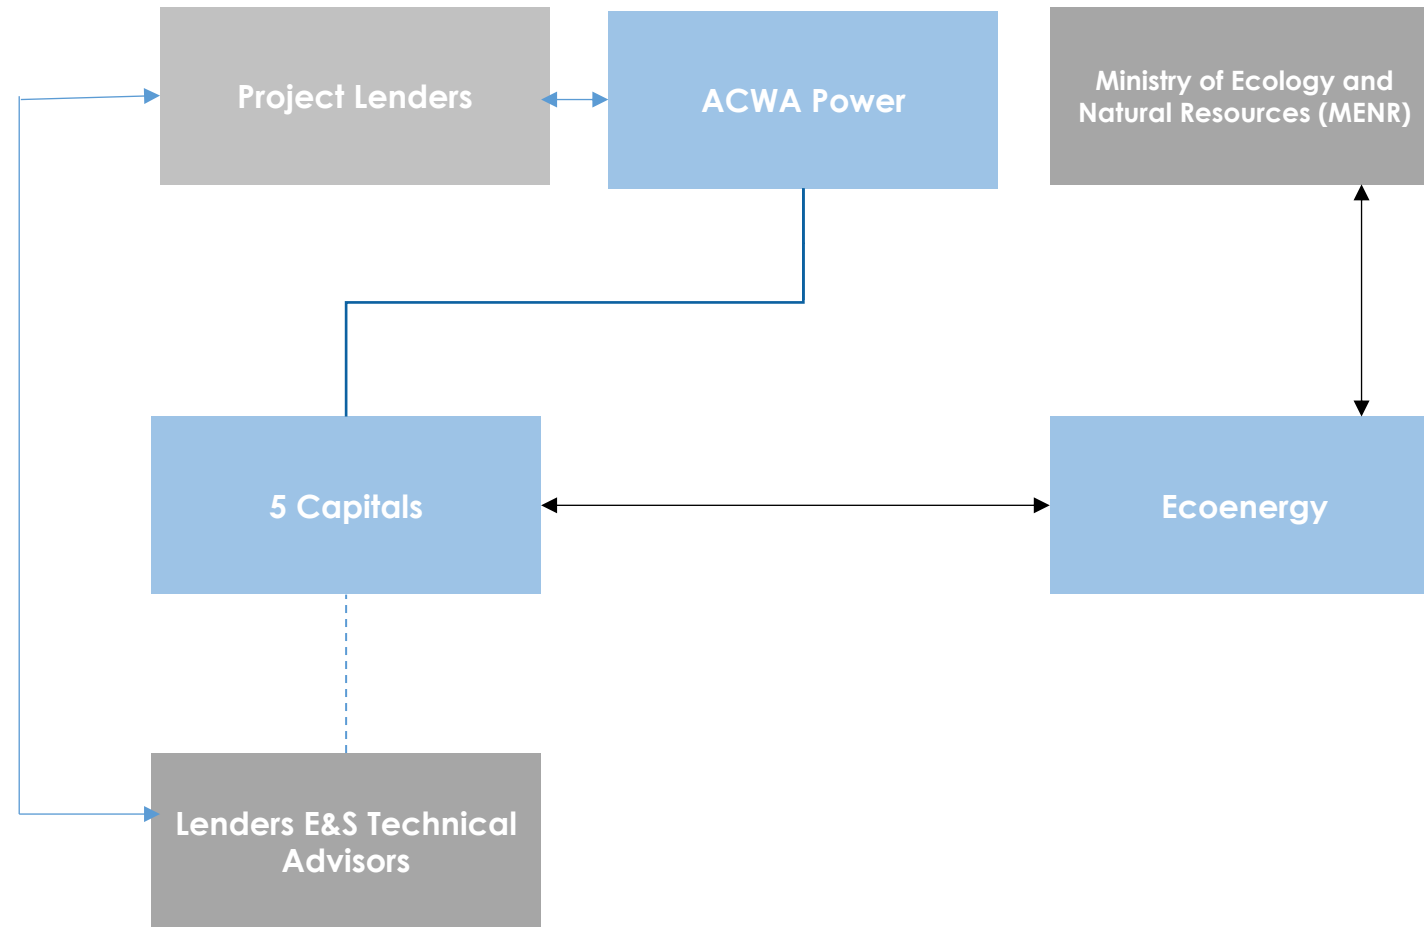 Project Lenders
ACWA Power
Ministry of Ecology and
Natural Resources (MENR)
5 Capitals
Ecoenergy
Lenders E&S Technical
Advisors